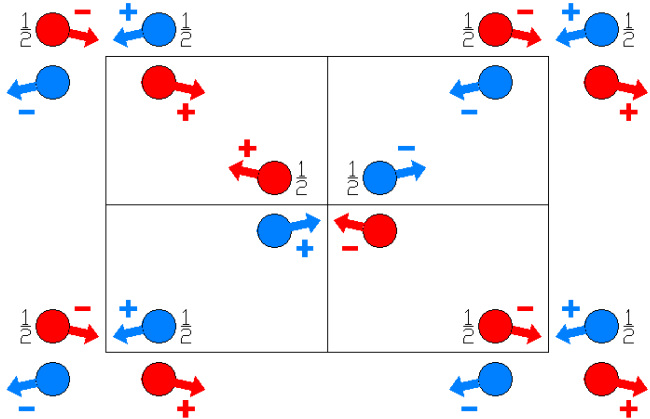 ½ − + ½ ½ − + ½
− + − +
+ ½ ½ −
+ −
½ − + ½ ½ − + ½
− + − +